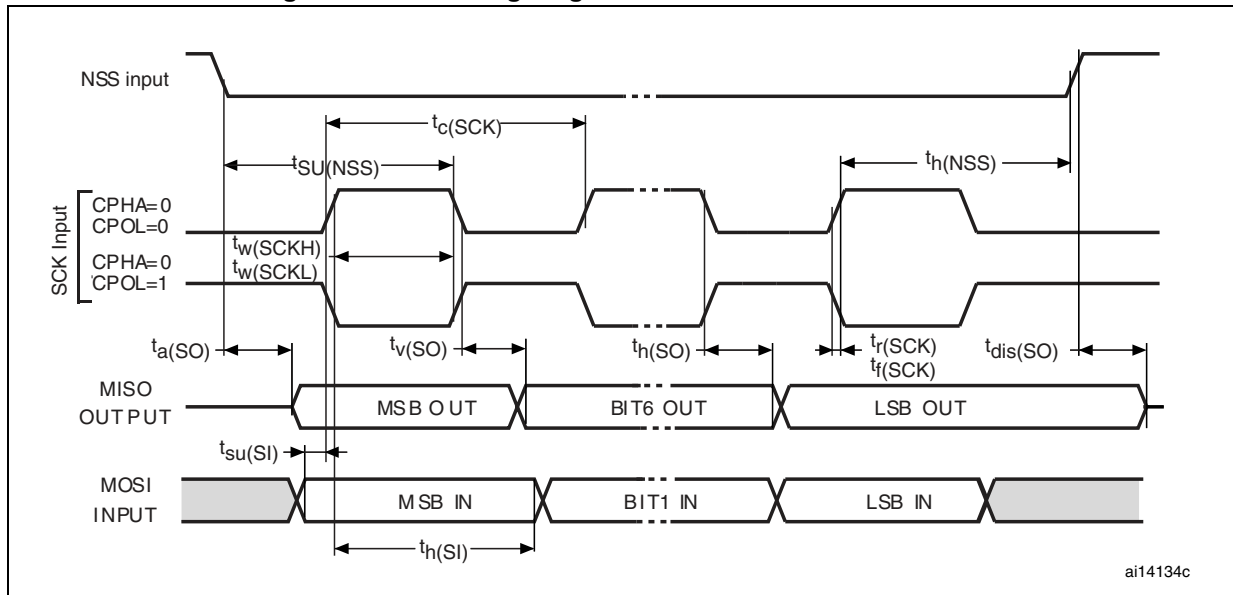 NSS input
tc(SCK)
tSU(NSS)
th(NSS)
SCK Input
CPHA=0
CPOL=0
tw(SCKH)
CPHA=0
tw(SCKL)
CPOL=1
ta(SO)
tv(SO)
th(SO)
tr(SCK)
tf(SCK)
tdis(SO)
MISO
OUTPUT
MSB OUT
BIT6 OUT
LSB OUT
tsu(SI)
MOSI
INPUT
MSB IN
BIT1 IN
LSB IN
th(SI)
ai14134c